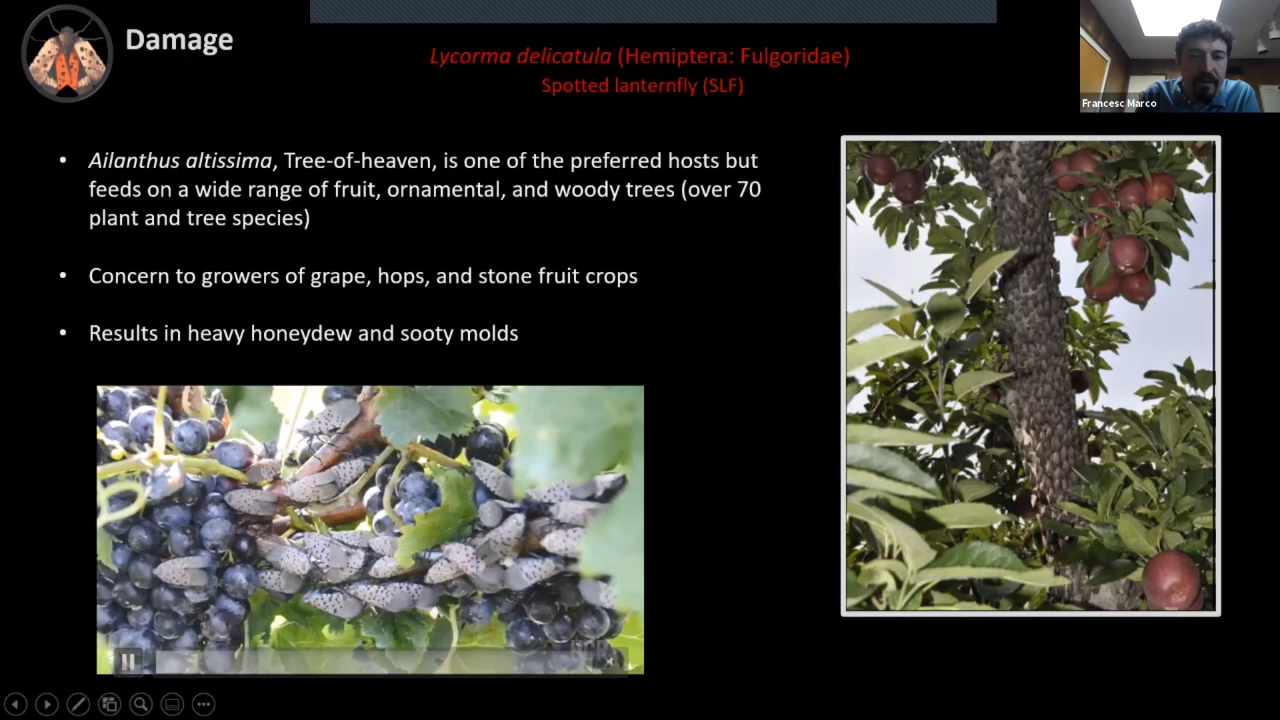 Damage
Lycorma delicatula (Hemiptera: Fulgoridae)
Spotted lanternfly (SLF)
Francesc Marco
• Ailanthus altissima, Tree-of-heaven, is one of the preferred hosts but
feeds on a wide range of fruit, ornamental, and woody trees (over 70
plant and tree species)
• Concern to growers of grape, hops, and stone fruit crops
• Results in heavy honeydew and sooty molds